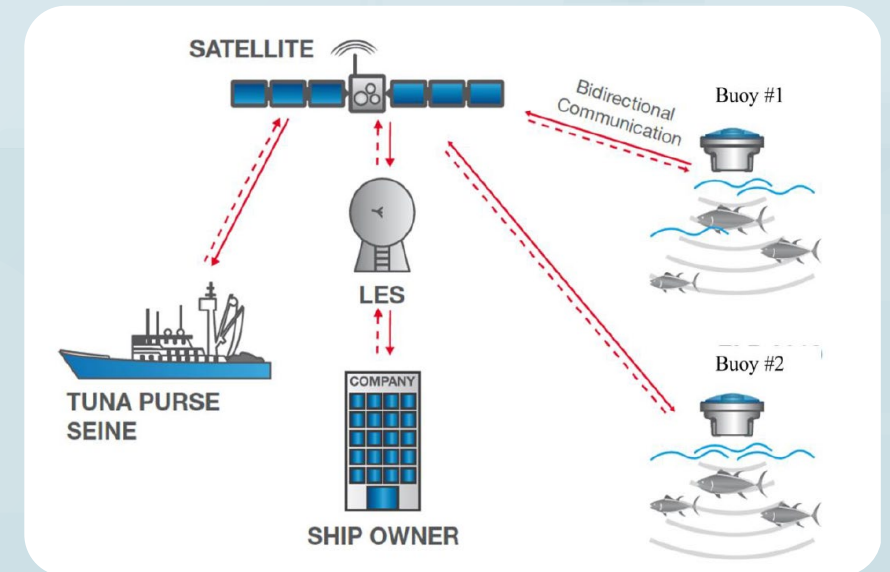 SATELLITE
Bidirectional
Communication
Buoy #1
LES
TUNA PURSE
SEINE
COMPANY
SHIP OWNER
Buoy #2